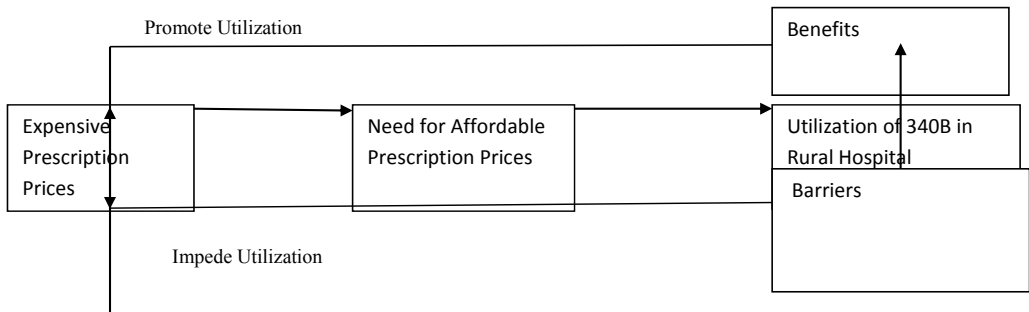 Promote Utilization
Benefits
Expensive
Prescription
Prices
Need for Affordable
Prescription Prices
Utilization of 340B in
Rural Hospital
Barriers
Impede Utilization